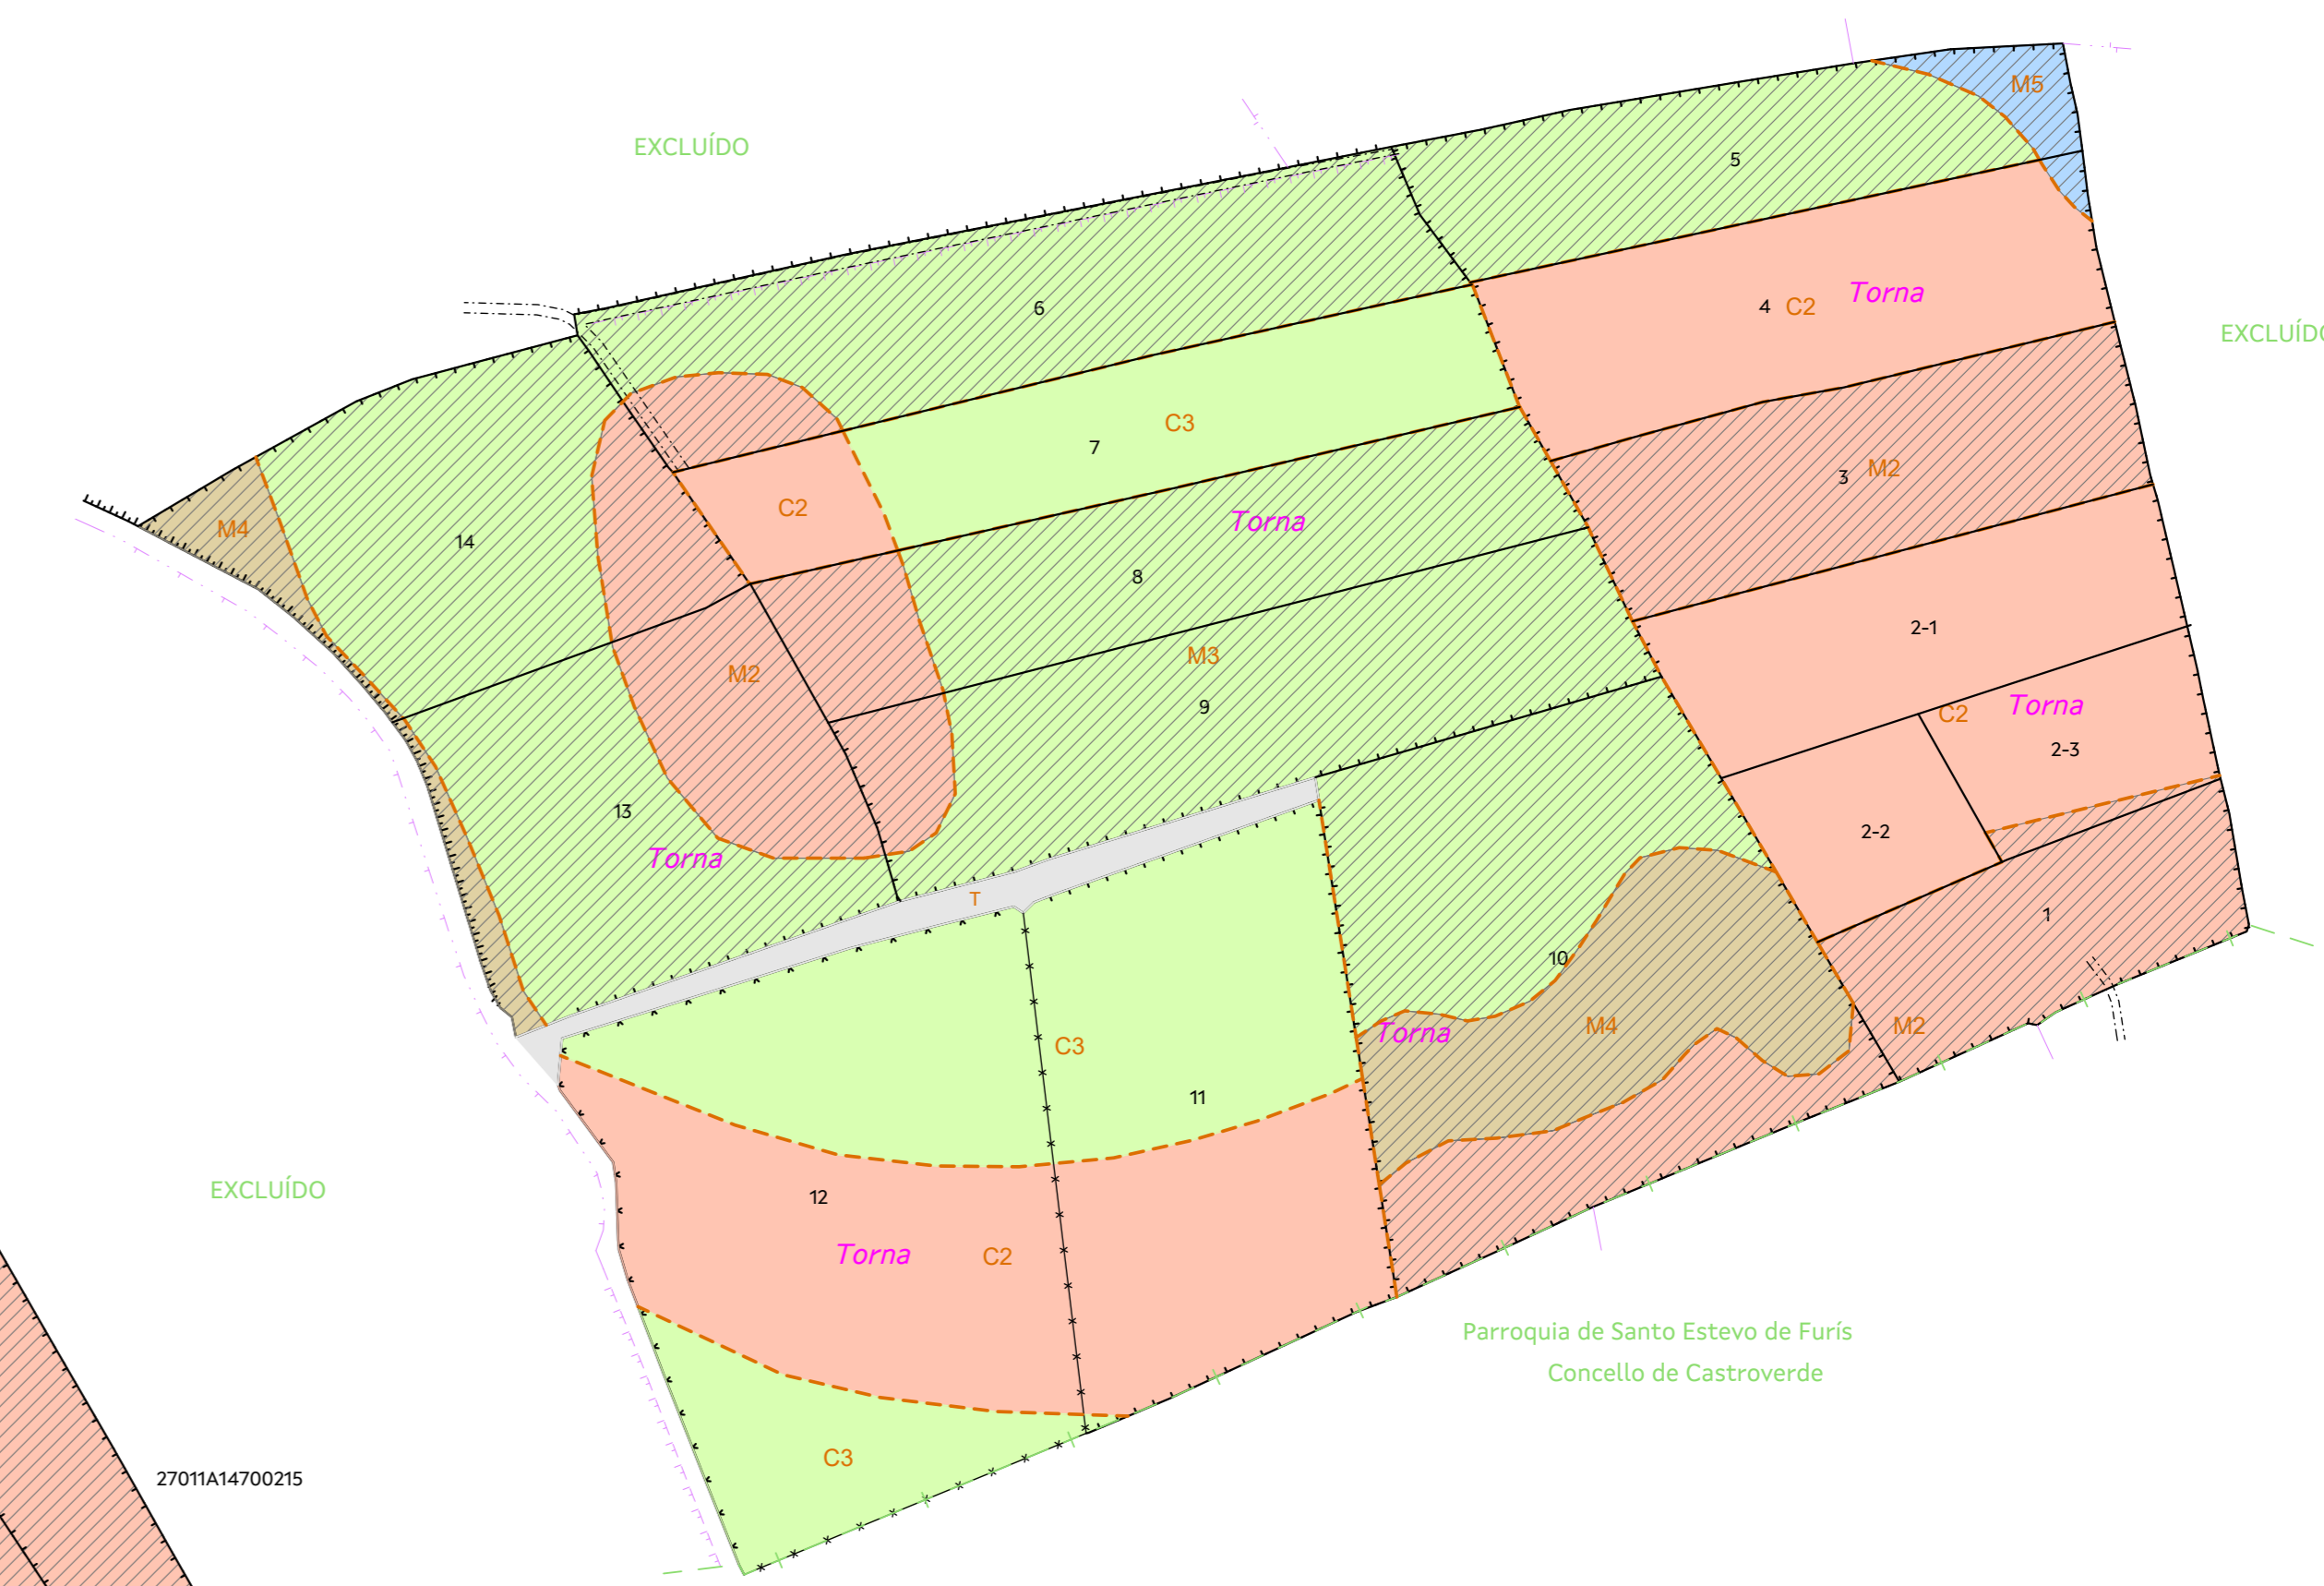 M5
EXCLUÍDO
5
4 C2 Torna
6
EXCLUÍDO
C3
7
3 M2
C2
Torna
M4
14
8
2-1
M3
M2
9
C2 Torna
2-3
13
2-2
Torna
T
1
10
M4
M2
Torna
C3
11
EXCLUÍDO
12
Torna
C2
Parroquia de Santo Estevo de Furís
Concello de Castroverde
C3
27011A14700215